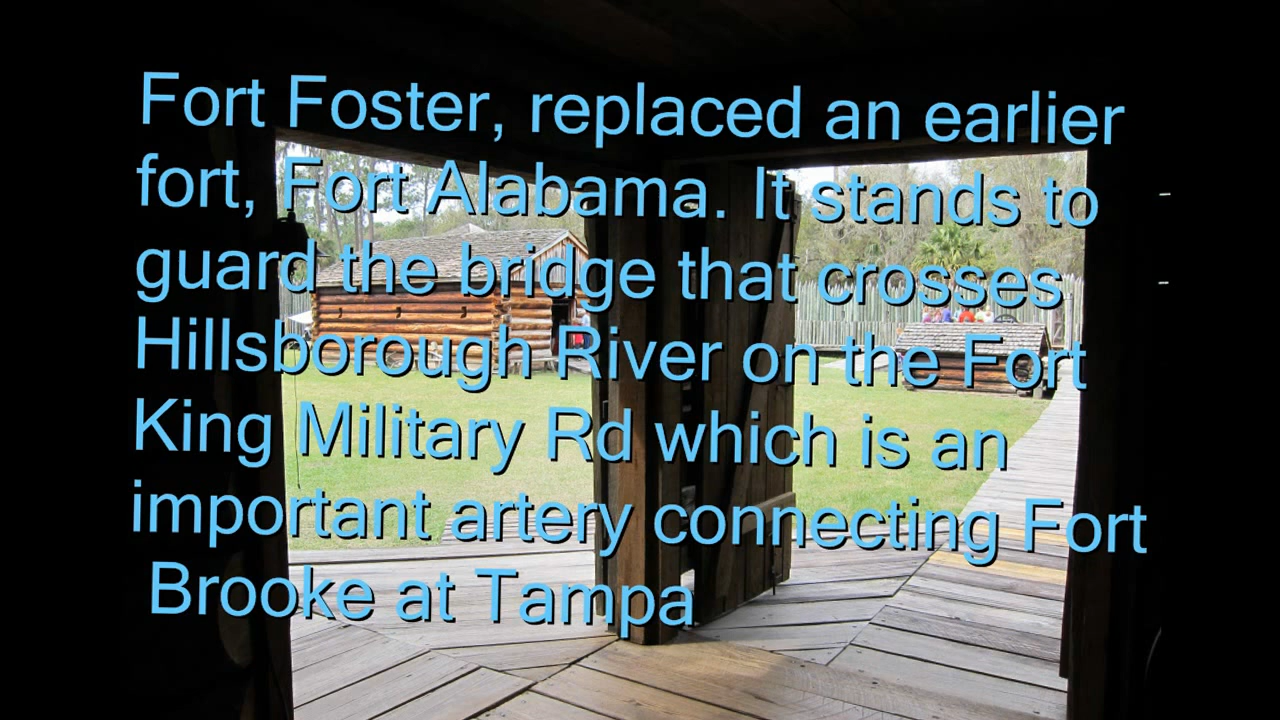 Fort Foster, replaced an earlier
fort, Fort Alabama. It stands to
guard the bridge that crosses
Hillsborough River on the Fort
King Military Rd which is an
important artery connecting Fort
Brooke at Tampa